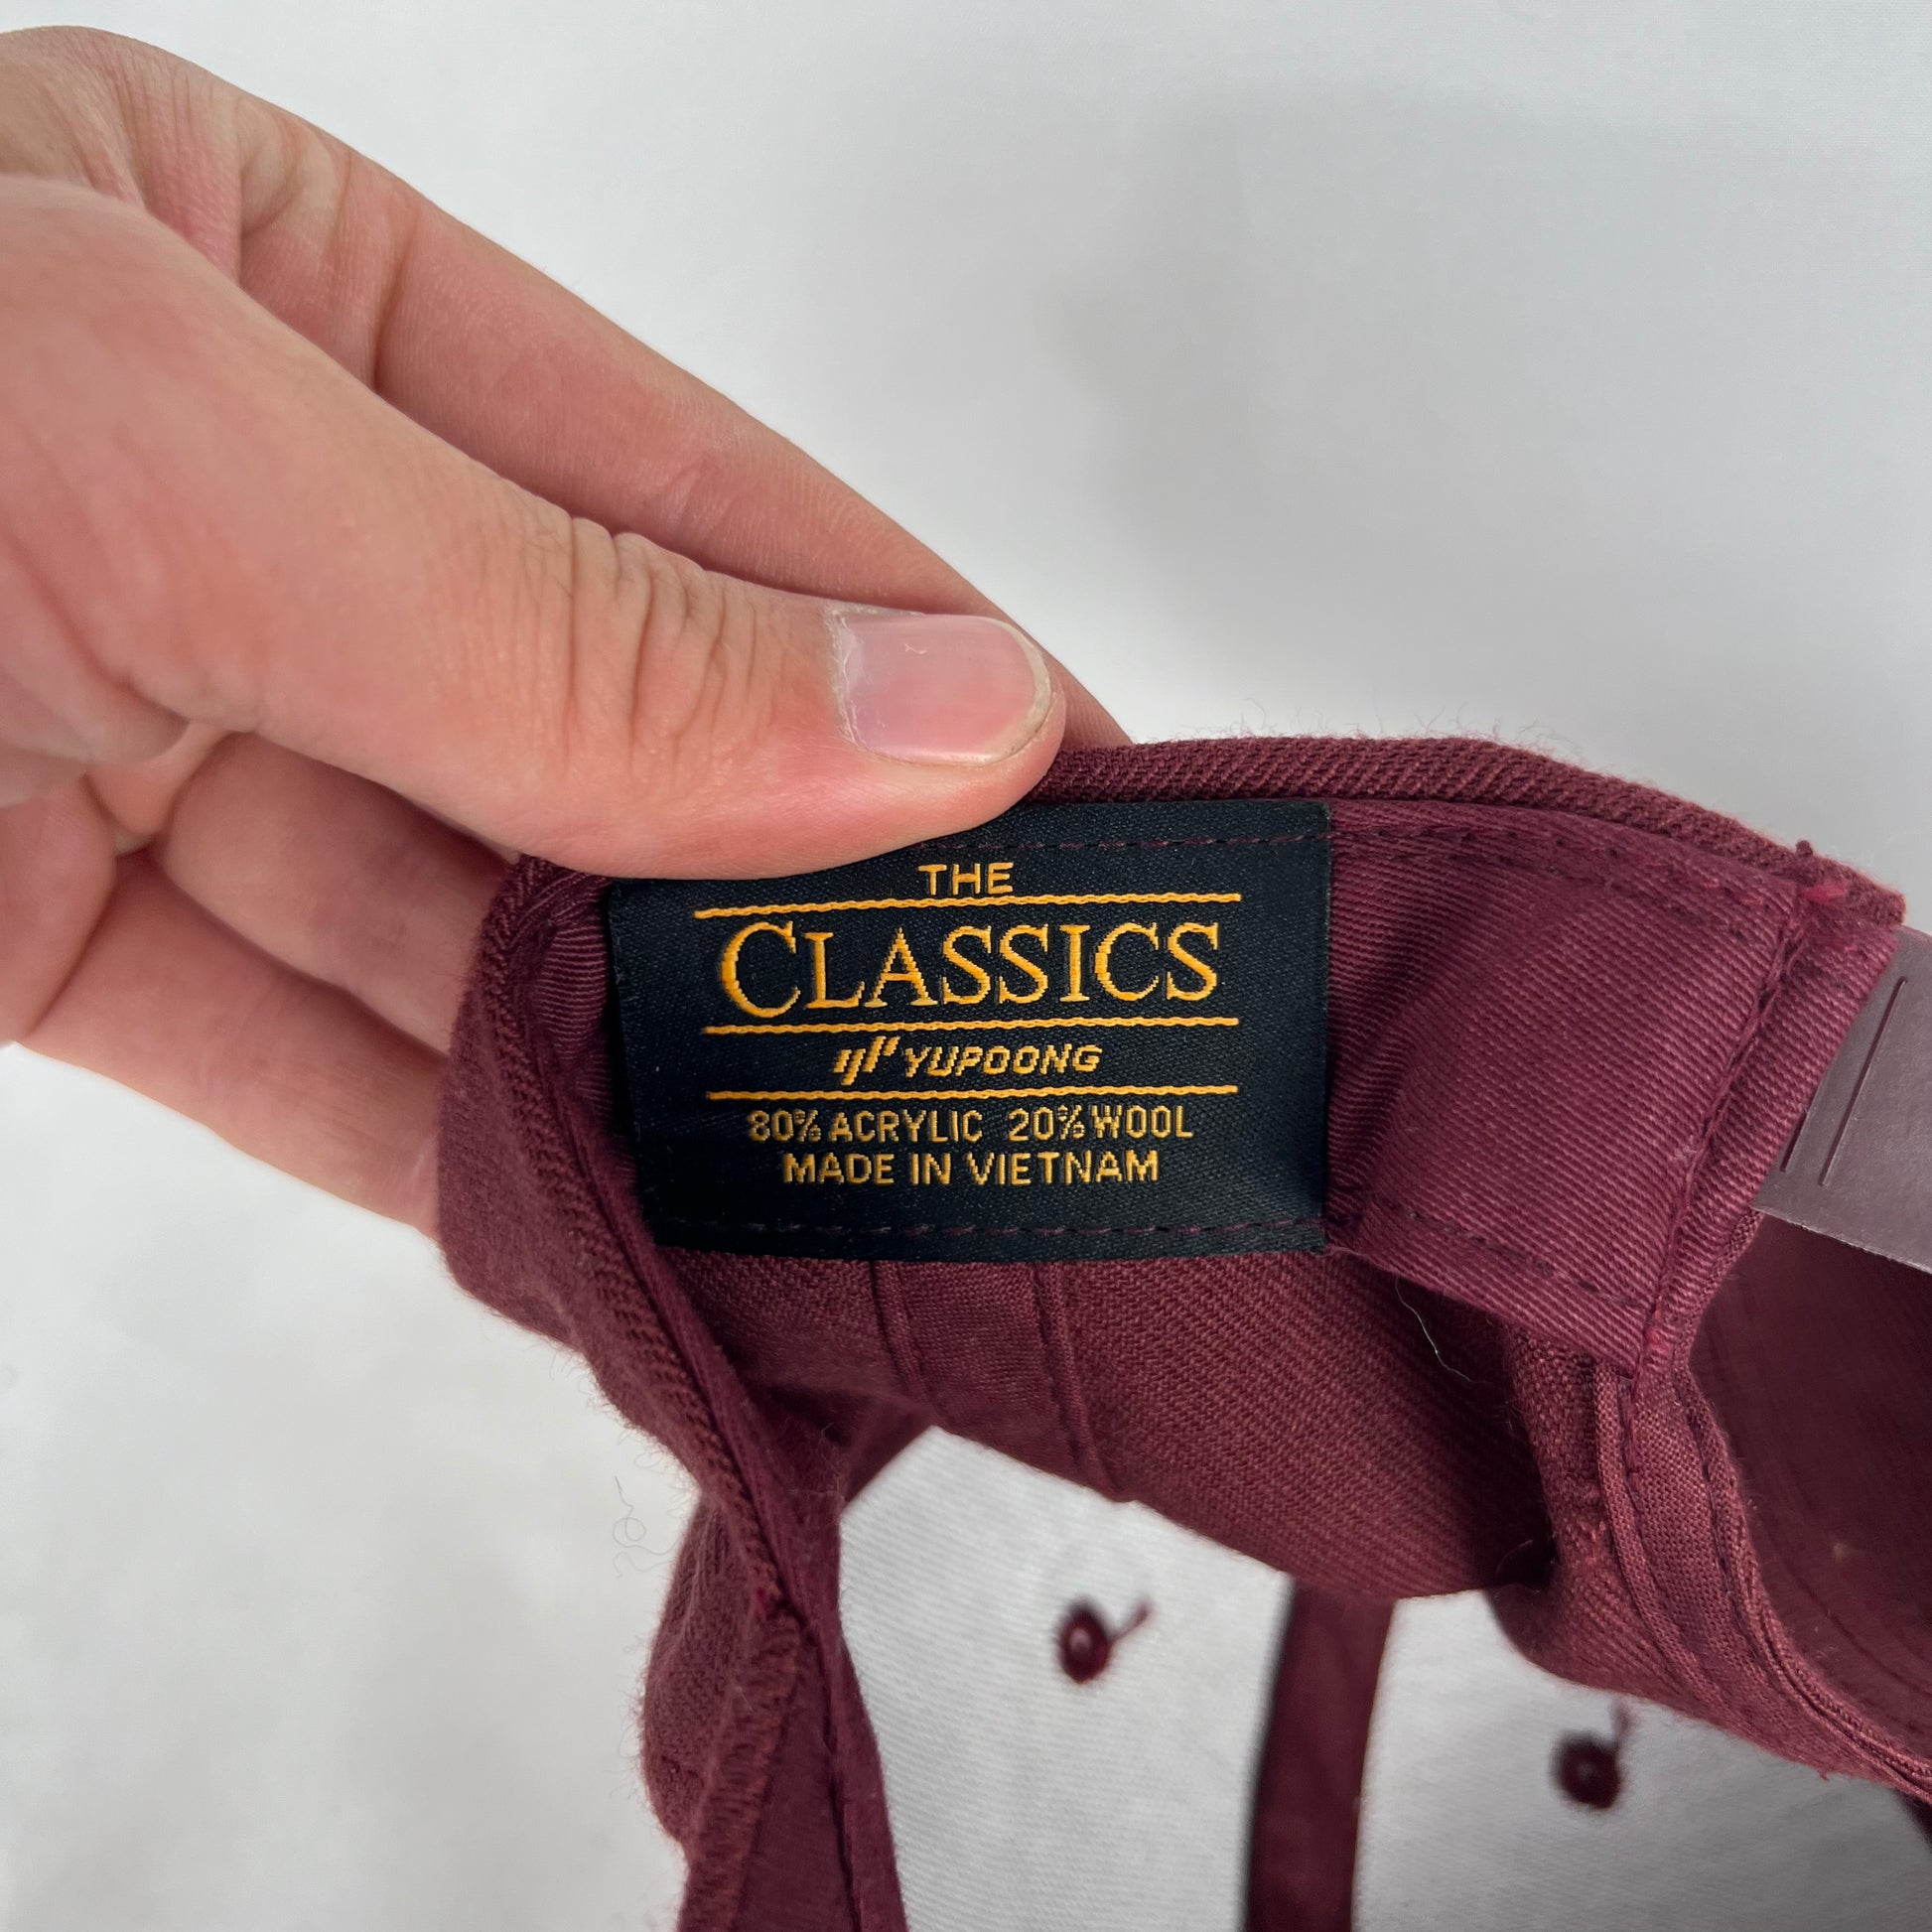 THE
CLASSICS
YUPOONG
80% ACRYLIC 20% WOOL
MADE IN VIETNAM